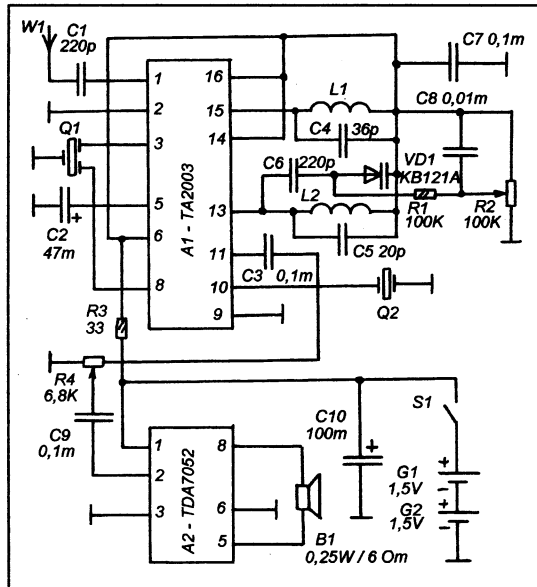 W1
C1
220p
1
2
3
5
6
8
A1 - TA2003
16
15
14
13
11
10
9
Q1
C2
47m
L1
C4
36p
C6
220p
VD1
KB121A
L2
C5 20p
C7 0,1m
C8 0,01m
R1
100K
R2
100K
C3
0,1m
Q2
R3
33
R4
6,8K
C9
0,1m
1
2
3
A2 - TDA7052
8
6
5
B1
0,25W / 6 Om
C10
100m
+
+
S1
G1
1,5V
+
-
G2
1,5V
+
-